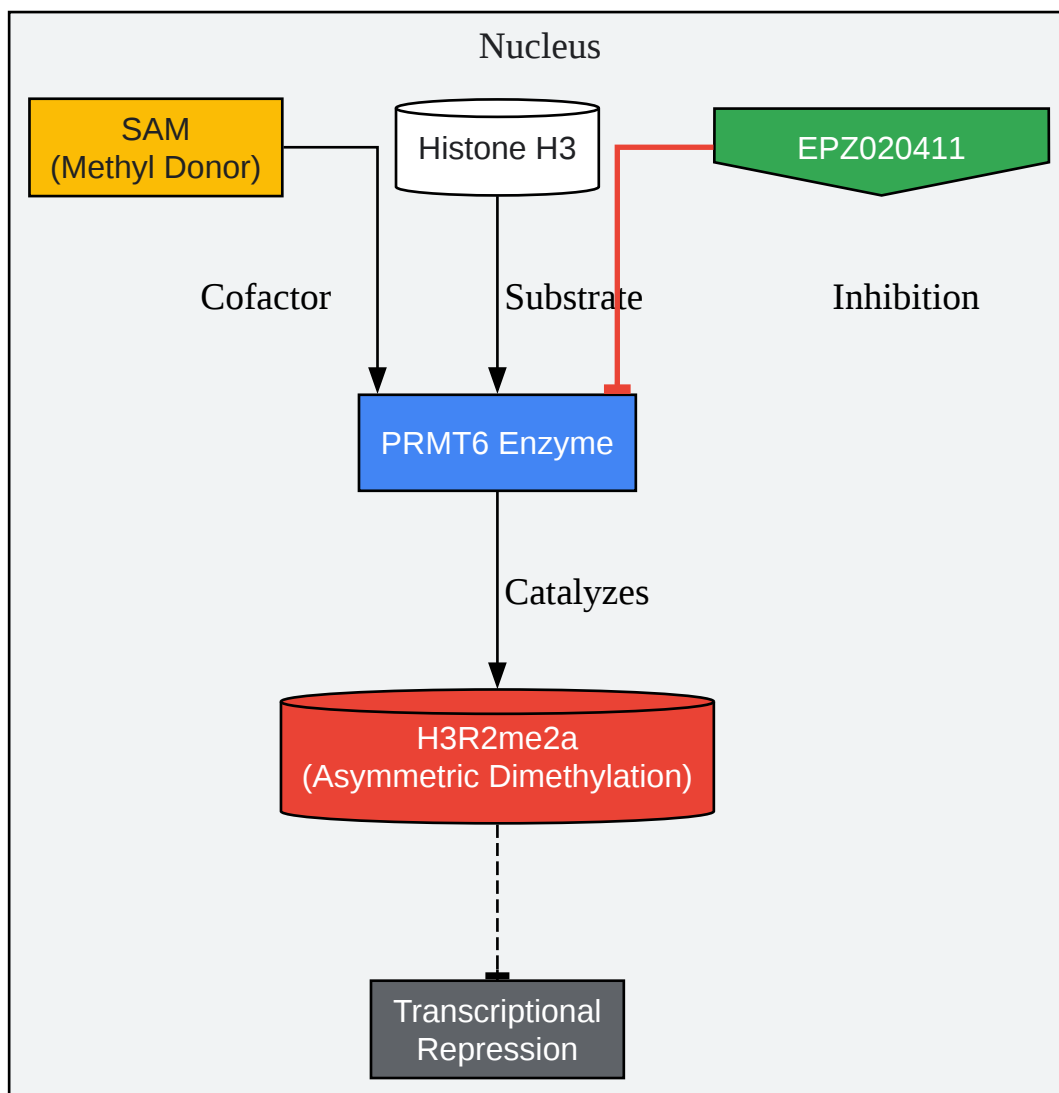 Nucleus
SAM
(Methyl Donor)
Histone H3
EPZ020411
Cofactor
Substrate
Inhibition
PRMT6 Enzyme
Catalyzes
H3R2me2a
(Asymmetric Dimethylation)
Transcriptional
Repression